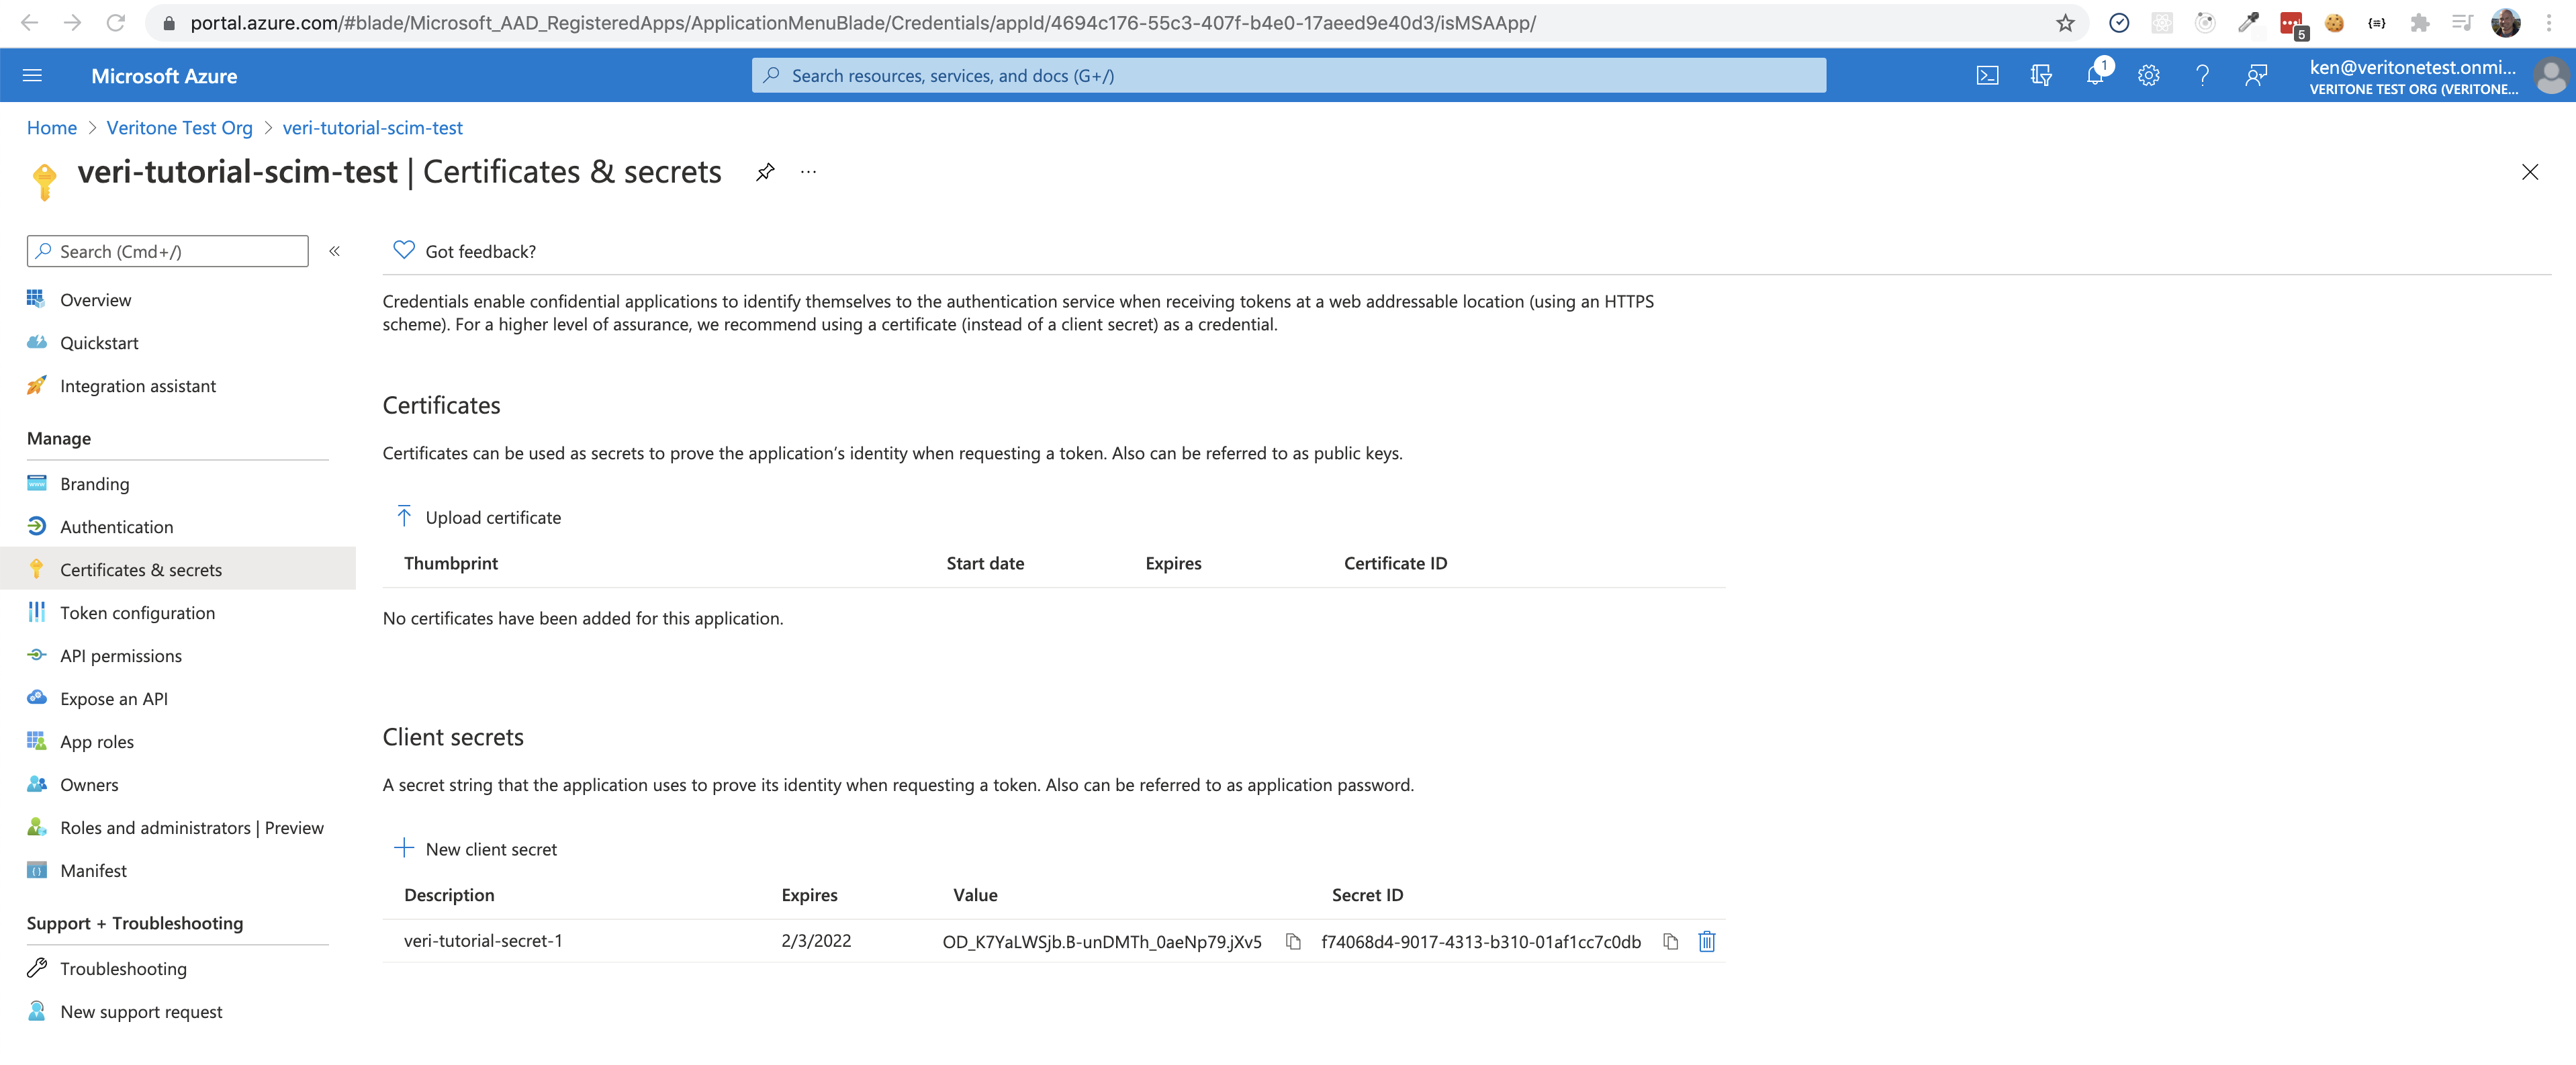 portal.azure.com/#blade/Microsoft_AAD_RegisteredApps/ApplicationMenuBlade/Credentials/appId/4694c176-55c3-407f-b4e0-17aeed9e40d3/isMSAApp/
5
Microsoft Azure
Search resources, services, and docs (G+/)
1
ken@veritonetest.onmi...
VERITONE TEST ORG (VERITONE...
Home > Veritone Test Org > veri-tutorial-scim-test
veri-tutorial-scim-test | Certificates & secrets
Search (Cmd+/)
Overview
Quickstart
Integration assistant
Manage
Branding
Authentication
Certificates & secrets
Token configuration
API permissions
Expose an API
App roles
Owners
Roles and administrators | Preview
Manifest
Support + Troubleshooting
Troubleshooting
New support request
Got feedback?
Credentials enable confidential applications to identify themselves to the authentication service when receiving tokens at a web addressable location (using an HTTPS
scheme). For a higher level of assurance, we recommend using a certificate (instead of a client secret) as a credential.
Certificates
Certificates can be used as secrets to prove the application’s identity when requesting a token. Also can be referred to as public keys.
Upload certificate
Thumbprint Start date Expires Certificate ID
No certificates have been added for this application.
Client secrets
A secret string that the application uses to prove its identity when requesting a token. Also can be referred to as application password.
New client secret
Description Expires Value Secret ID
veri-tutorial-secret-1 2/3/2022 OD_K7YaLWSjb.B-unDMTh_0aeNp79.jXv5 f74068d4-9017-4313-b310-01af1cc7c0db